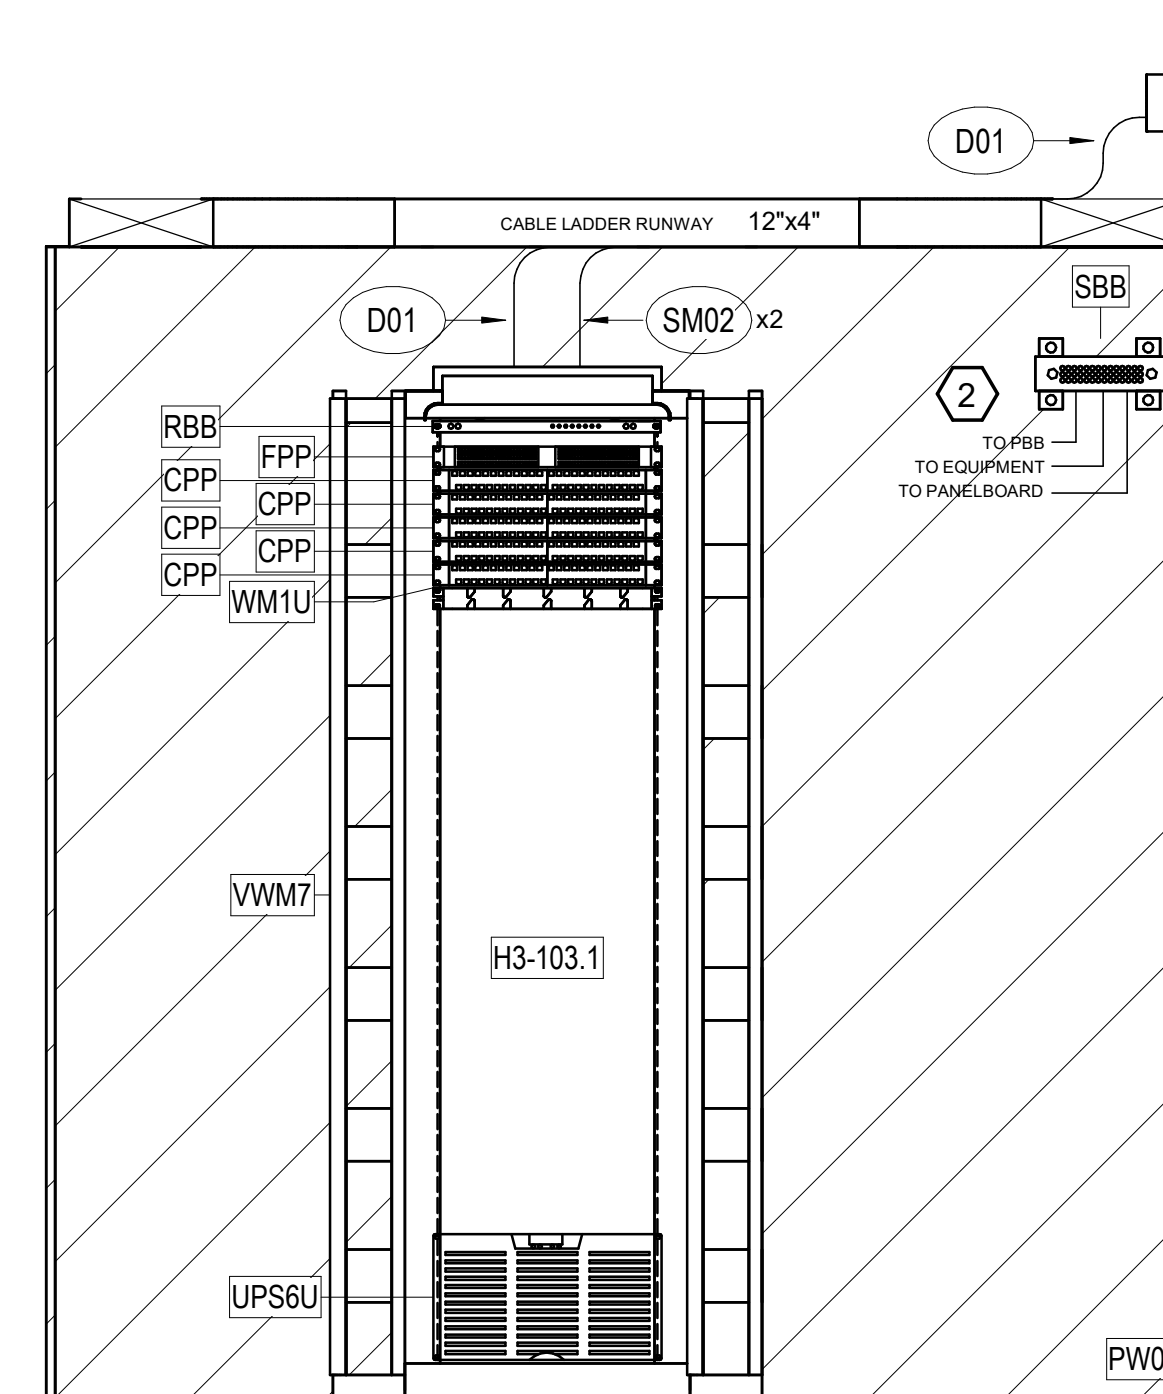 D01
CABLE LADDER RUNWAY 12"x4"
SBB
D01
SM02 x2
2
RBB
FPP
CPP
CPP
CPP
CPP
CPP
WM1U
TO PBB
TO EQUIPMENT
TO PANELBOARD
VWM7
H3-103.1
UPS6U
PW0